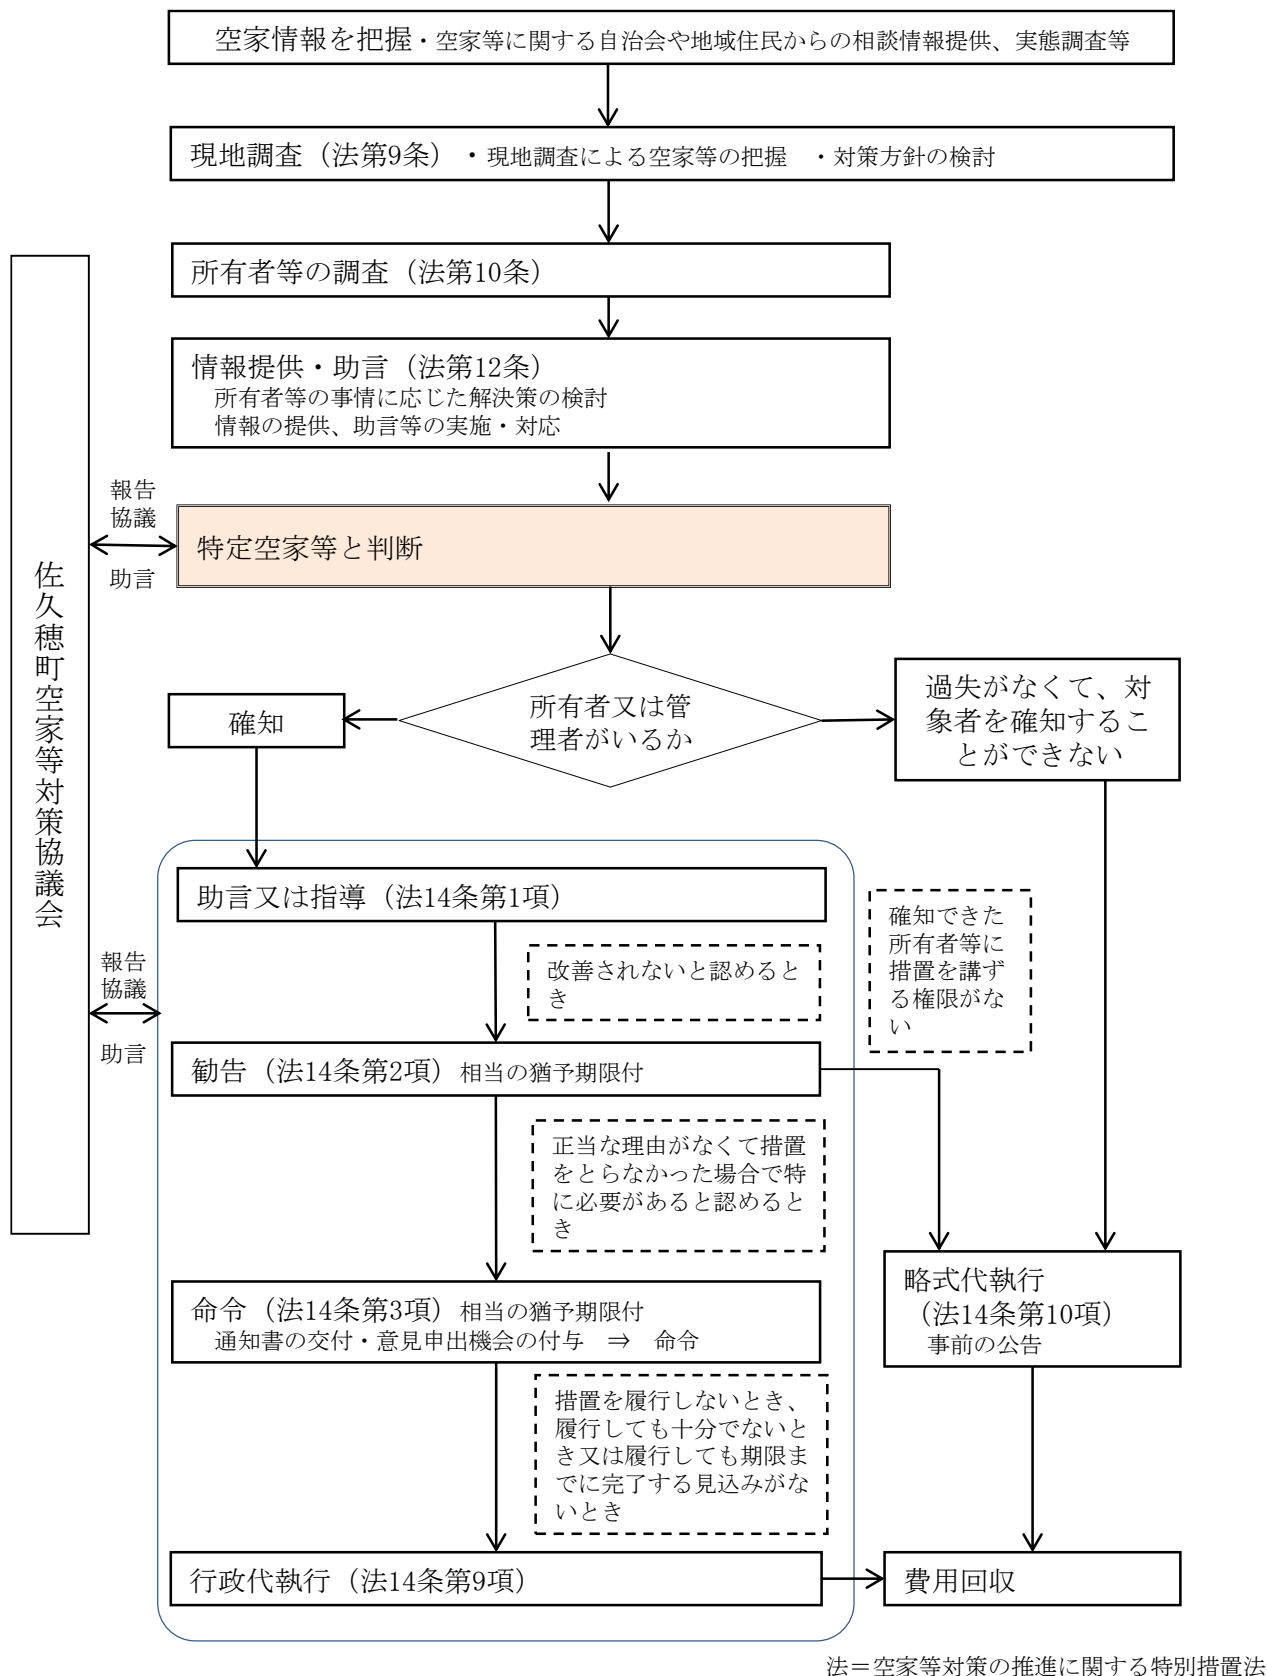 空家情報を把握・空家等に関する自治会や地域住民からの相談情報提供、実態調査等
現地調査（法第9条）・現地調査による空家等の把握　・対策方針の検討
所有者等の調査（法第10条）
情報提供・助言（法第12条）
所有者等の事情に応じた解決策の検討
情報の提供、助言等の実施・対応
報告
協議
助言
特定空家等と判断
佐久穂町空家等対策協議会
所有者又は管
理者がいるか
確知
過失がなくて、対
象者を確知するこ
とができない
助言又は指導（法14条第1項）
改善されないと認めると
き
確知できた
所有者等に
措置を講ず
る権限がな
い
報告
協議
助言
勧告（法14条第2項）相当の猶予期限付
正当な理由がなくて措置
をとらなかった場合で特
に必要があると認めると
き
命令（法14条第3項）相当の猶予期限付
通知書の交付・意見申出機会の付与　⇒　命令
略式代執行
（法14条第10項）
事前の公告
措置を履行しないとき、
履行しても十分でないと
き又は履行しても期限ま
でに完了する見込みがな
いとき
行政代執行（法14条第9項）
費用回収
法＝空家等対策の推進に関する特別措置法